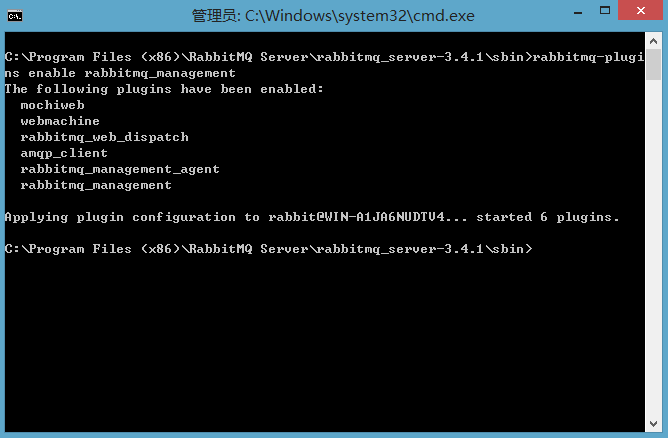 管理员: C:\Windows\system32\cmd.exe
C:\Program Files (x86)\RabbitMQ Server\rabbitmq_server-3.4.1\sbin>rabbitmq-plugi
ns enable rabbitmq_management
The following plugins have been enabled:
  mochiweb
  webmachine
  rabbitmq_web_dispatch
  amqp_client
  rabbitmq_management_agent
  rabbitmq_management
Applying plugin configuration to rabbit@WIN-A1JA6NUDTV4... started 6 plugins.
C:\Program Files (x86)\RabbitMQ Server\rabbitmq_server-3.4.1\sbin>